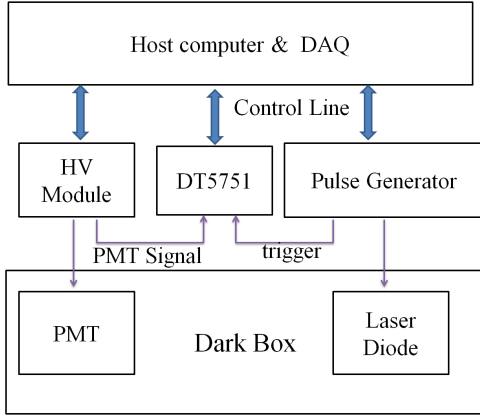 Host computer & DAQ
Control Line
HV
Module
DT5751
Pulse Generator
PMT Signal
trigger
PMT
Dark Box
Laser
Diode